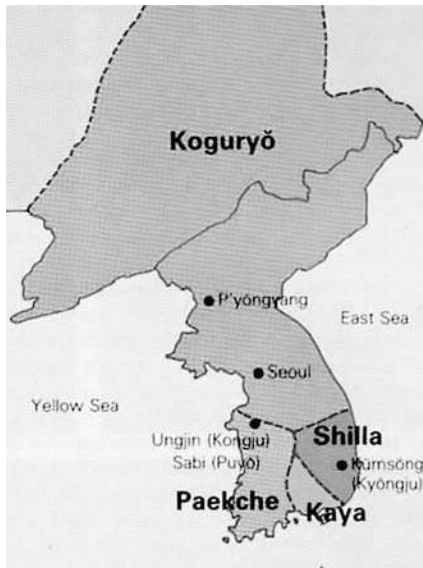 Koguryŏ
P'yŏngyang
East Sea
Seoul
Yellow Sea
Ungjin (Kongju)
Sabi (Puyŏ)
Shilla
Kŭmsŏng
(Kyŏngju)
Paekche
Kaya